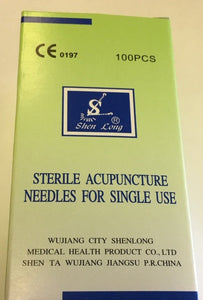 CE 0197
100PCS
SL
®
Shen Long
STERILE ACUPUNCTURE
NEEDLES FOR SINGLE USE
WUJIANG CITY SHENLONG
MEDICAL HEALTH PRODUCT CO.,LTD
SHEN TA WUJIANG JIANGSU P.R.CHINA